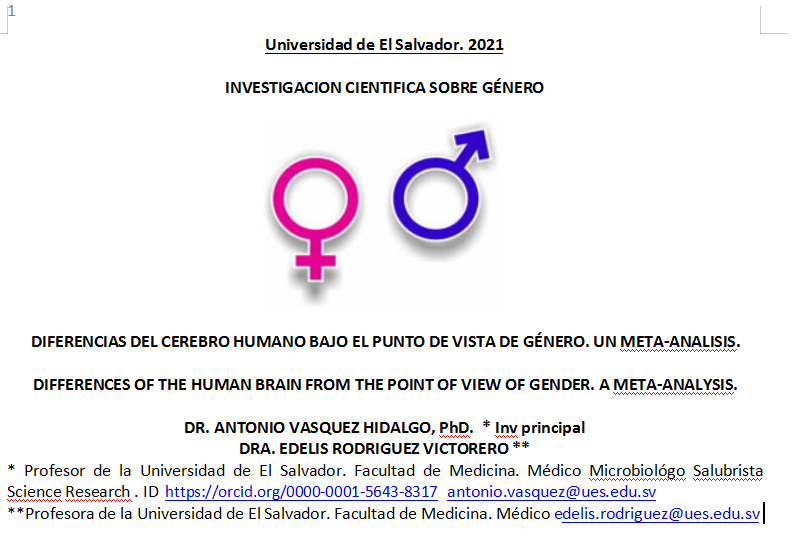 1
Universidad de El Salvador. 2021
INVESTIGACION CIENTIFICA SOBRE GÉNERO
DIFERENCIAS DEL CEREBRO HUMANO BAJO EL PUNTO DE VISTA DE GÉNERO. UN META-ANALISIS.
DIFFERENCES OF THE HUMAN BRAIN FROM THE POINT OF VIEW OF GENDER. A META-ANALYSIS.
DR. ANTONIO VASQUEZ HIDALGO, PhD. * Inv principal
DRA. EDELIS RODRIGUEZ VICTORERO **
* Profesor de la Universidad de El Salvador. Facultad de Medicina. Médico Microbiológo Salubrista
Science Research . ID https://orcid.org/0000-0001-5643-8317 antonio.vasquez@ues.edu.sv
**Profesora de la Universidad de El Salvador. Facultad de Medicina. Médico edelis.rodriguez@ues.edu.sv